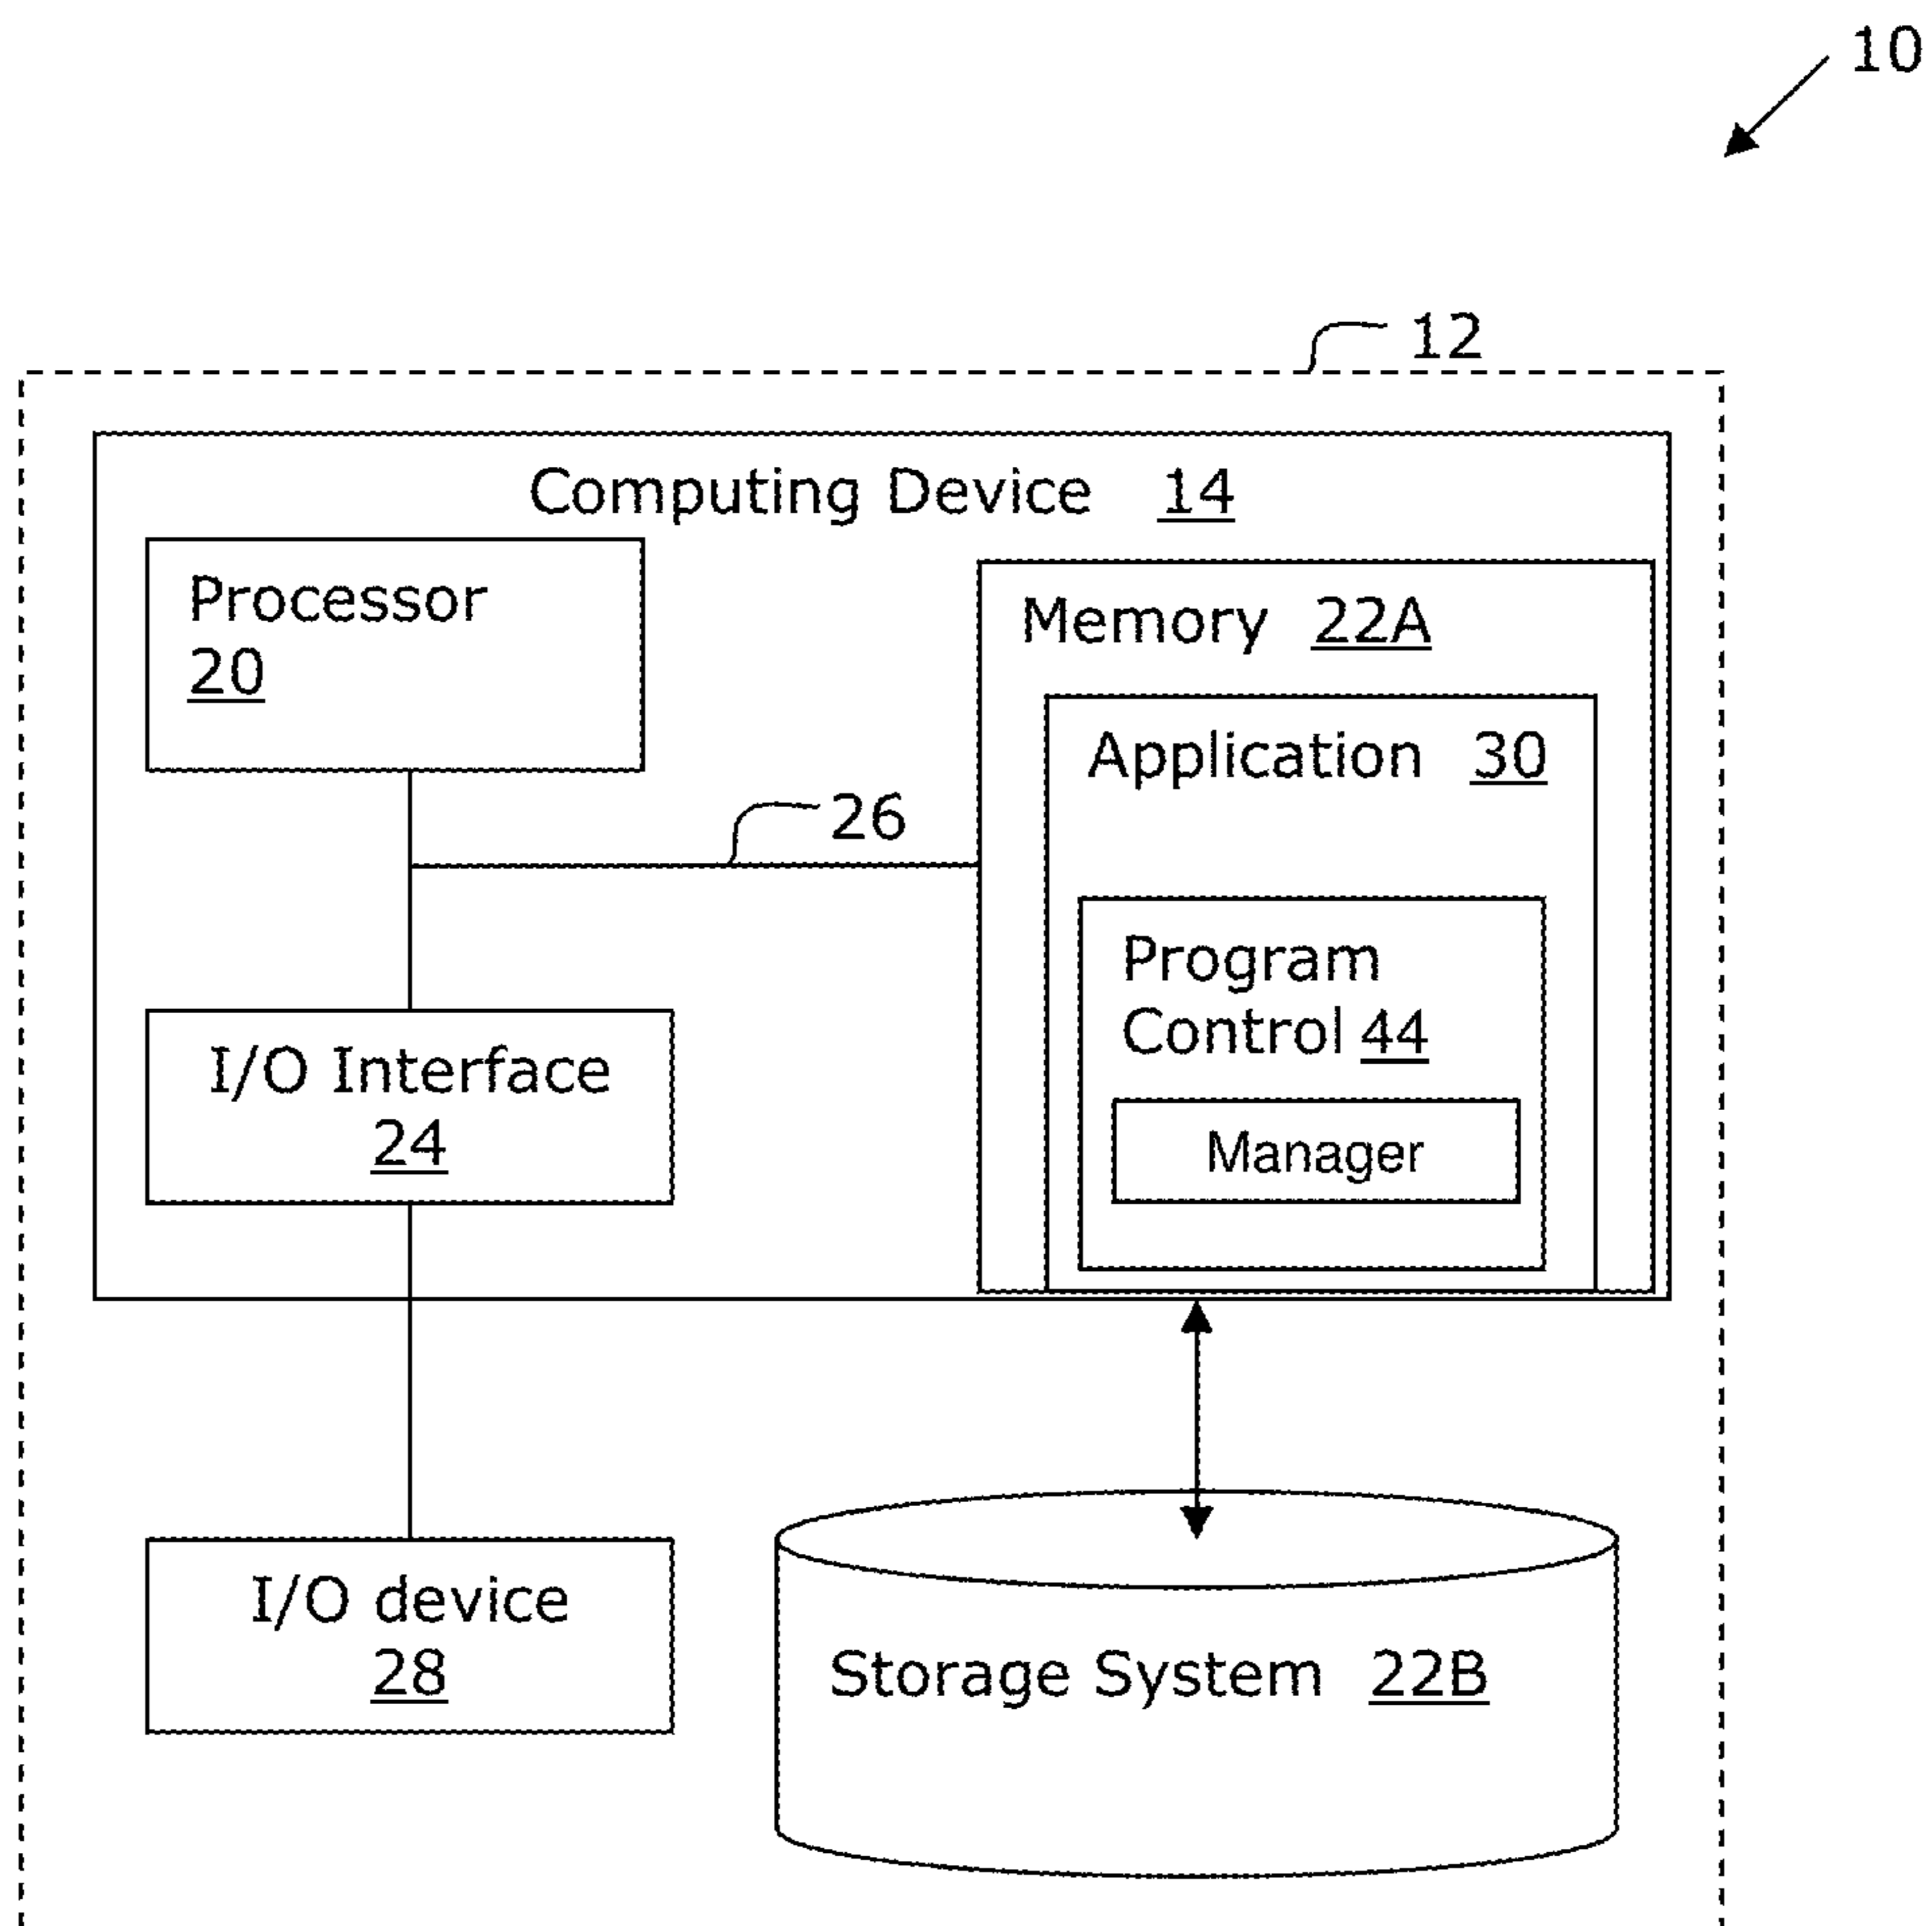 10
12
Computing Device 14
Processor
20
Memory 22A
Application 30
26
Program
Control 44
Manager
I/O Interface
24
I/O device
28
Storage System 22B